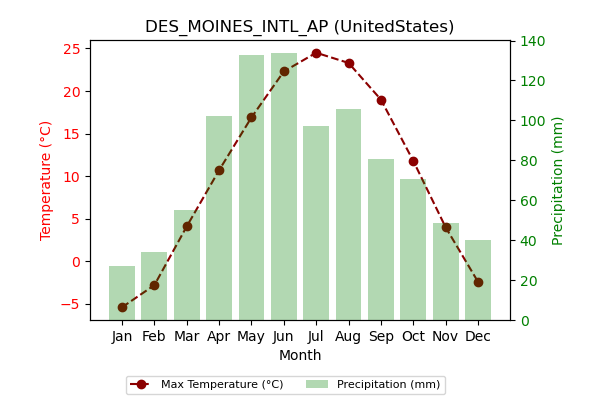 DES_MOINES_INTL_AP (UnitedStates)
25
20
15
10
5
0
−5
Temperature (°C)
140
120
100
80
60
40
20
0
Precipitation (mm)
Jan Feb Mar Apr May Jun Jul Aug Sep Oct Nov Dec
Month
Max Temperature (°C) Precipitation (mm)